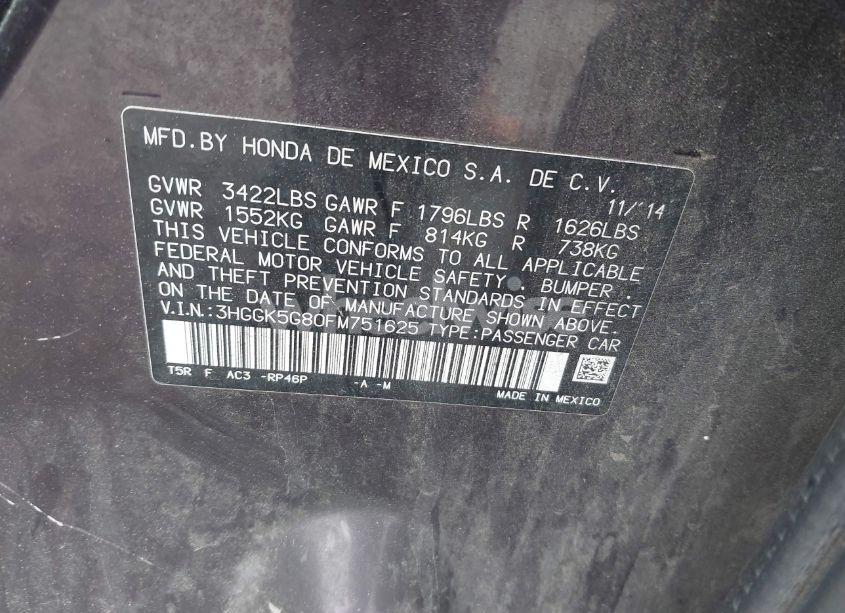 MFD.BY HONDA DE MEXICO S.A. DE C.V.
11/'14
GVWR 3422LBS GAWR F 1796LBS R 1626LBS
GVWR 1552KG GAWR F 814KG R 738KG
THIS VEHICLE CONFORMS TO ALL APPLICABLE
FEDERAL MOTOR VEHICLE SAFETY. BUMPER.
AND THEFT PREVENTION STANDARDS IN EFFECT
ON THE DATE OF MANUFACTURE SHOWN ABOVE.
V.I.N.:3HGGK5G80FM751625 TYPE:PASSENGER CAR
T5R F AC3 -RP46P -A -M
MADE IN MEXICO